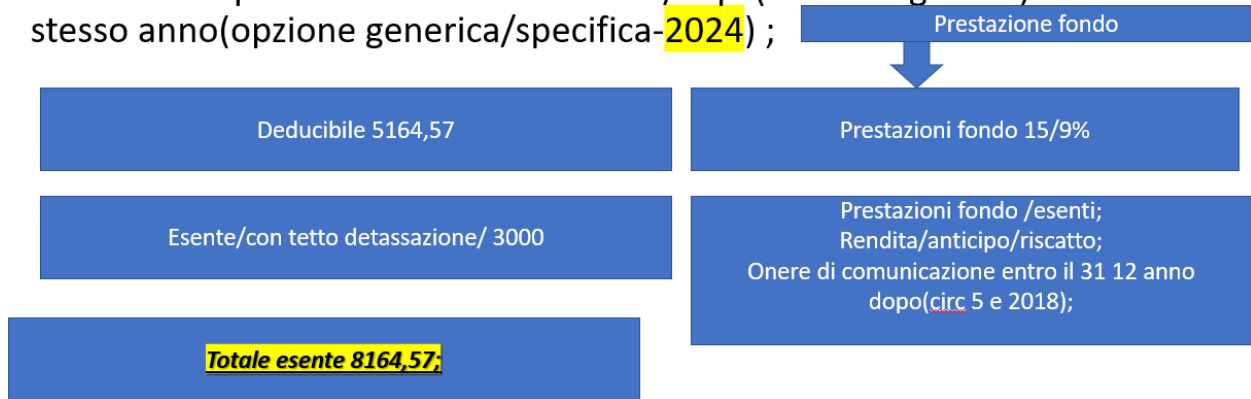 stesso anno(opzione generica/specifica-2024) ;
Prestazione fondo
Deducibile 5164,57
Prestazioni fondo 15/9%
Esente/con tetto detassazione/ 3000
Prestazioni fondo /esenti;
Rendita/anticipo/riscatto;
Onere di comunicazione entro il 31 12 anno
dopo(circ 5 e 2018);
Totale esente 8164,57;